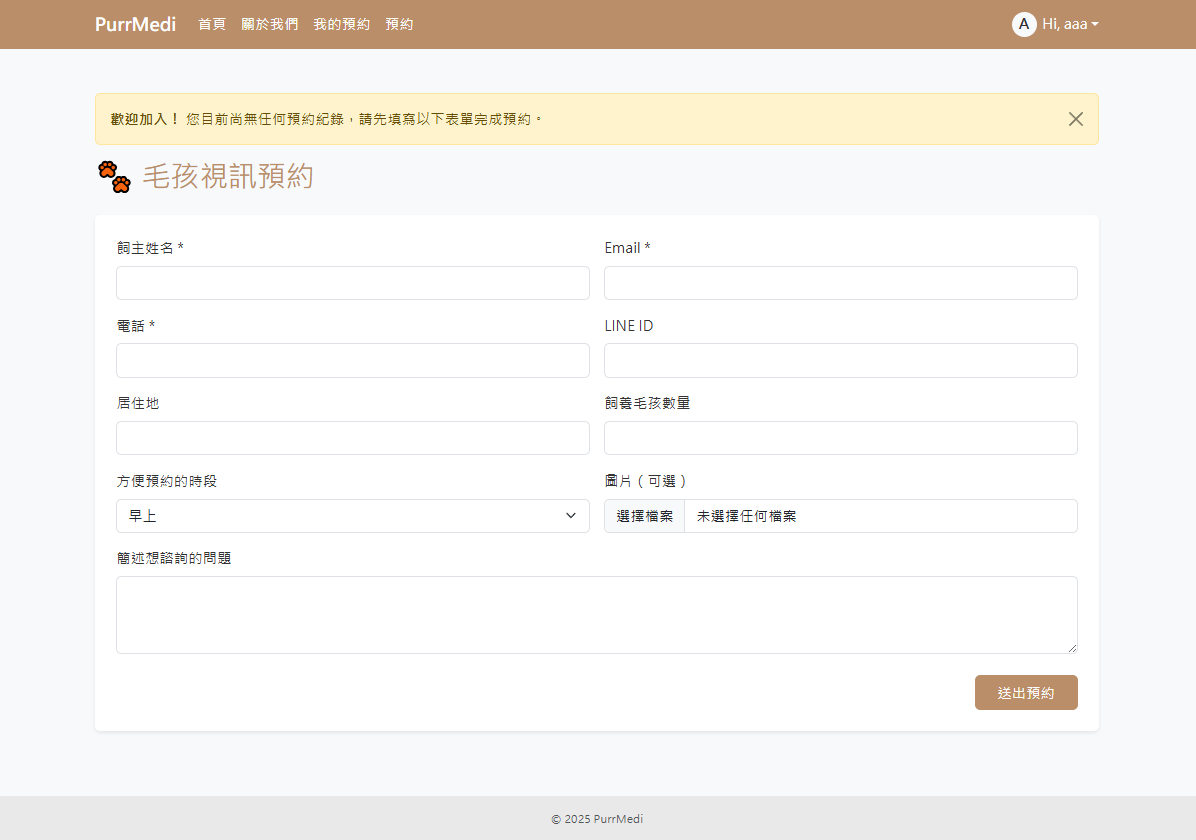 PurrMedi 首頁 關於我們 我的預約 預約 A Hi, aaa
歡迎加入！ 您目前尚無任何預約紀錄，請先填寫以下表單完成預約。
毛孩視訊預約
飼主姓名 * Email *
電話 * LINE ID
居住地 飼養毛孩數量
方便預約的時段 圖片（可選）
早上 選擇檔案 未選擇任何檔案
簡述想諮詢的問題
送出預約
© 2025 PurrMedi